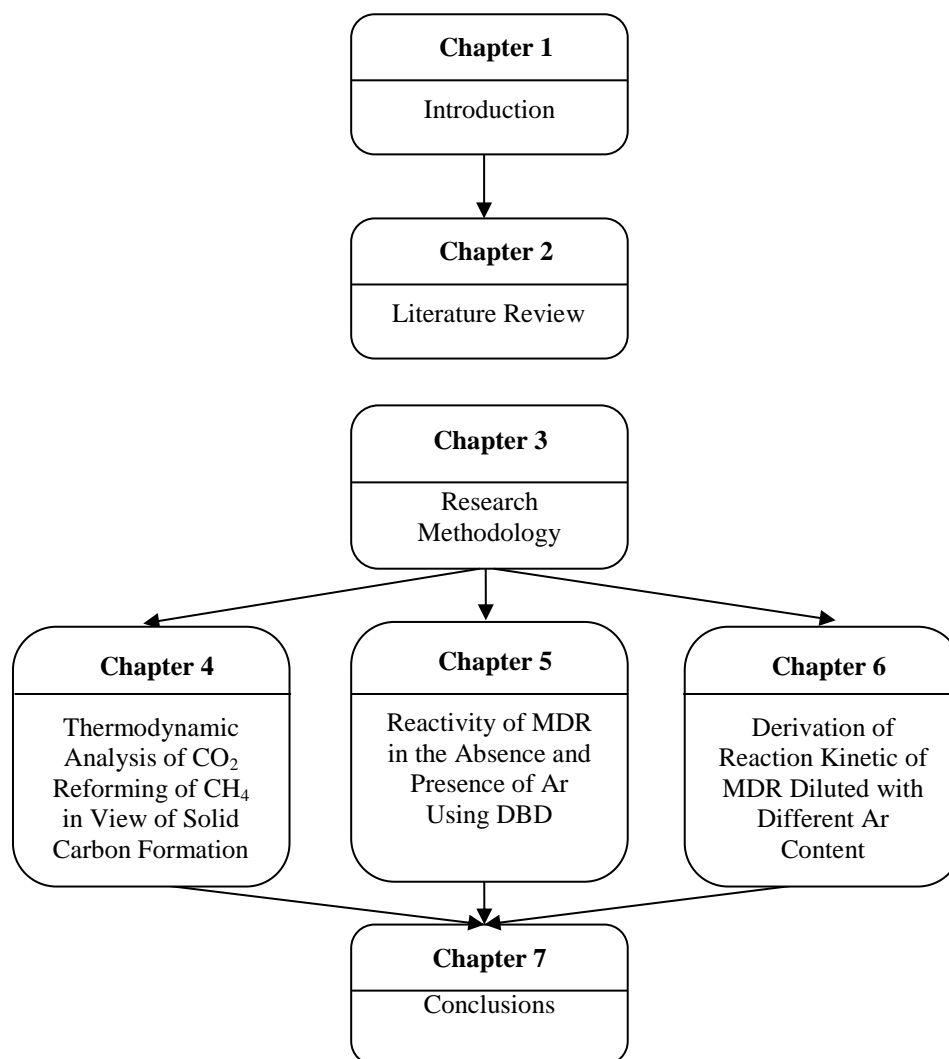 Chapter 1
Introduction
Chapter 2
Literature Review
Chapter 3
Research
Methodology
Chapter 4
Thermodynamic
Analysis of CO₂
Reforming of CH₄
in View of Solid
Carbon Formation
Chapter 5
Reactivity of MDR
in the Absence and
Presence of Ar
Using DBD
Chapter 6
Derivation of
Reaction Kinetic of
MDR Diluted with
Different Ar
Content
Chapter 7
Conclusions